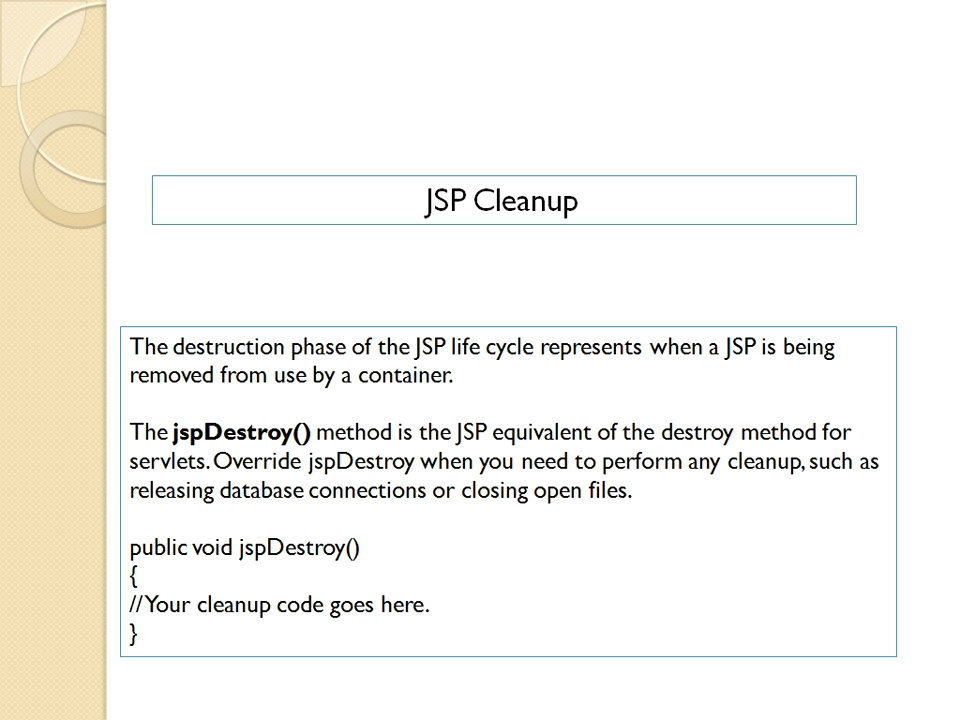 JSP Cleanup
The destruction phase of the JSP life cycle represents when a JSP is being
removed from use by a container.
The jspDestroy() method is the JSP equivalent of the destroy method for
servlets. Override jspDestroy when you need to perform any cleanup, such as
releasing database connections or closing open files.
public void jspDestroy()
{
//Your cleanup code goes here.
}